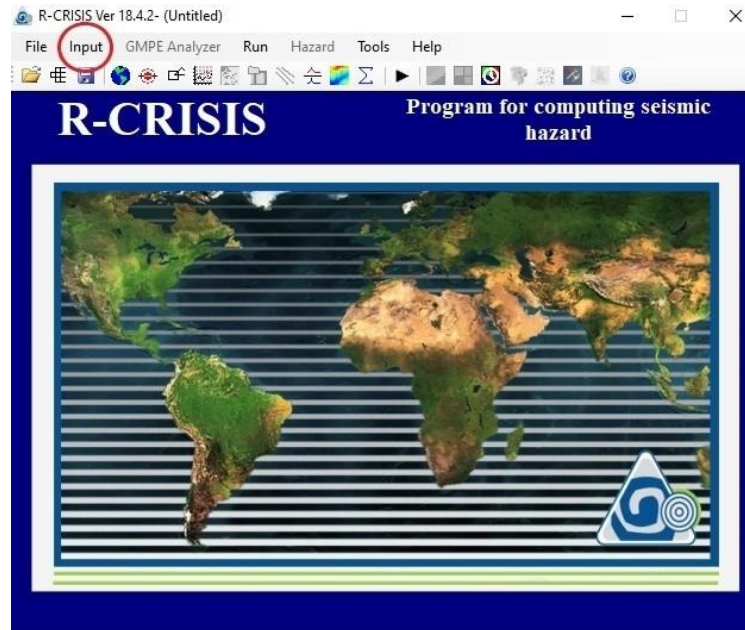 R-CRISIS Ver 18.4.2- (Untitled)
File Input GMPE Analyzer Run Hazard Tools Help
R-CRISIS
Program for computing seismic
hazard